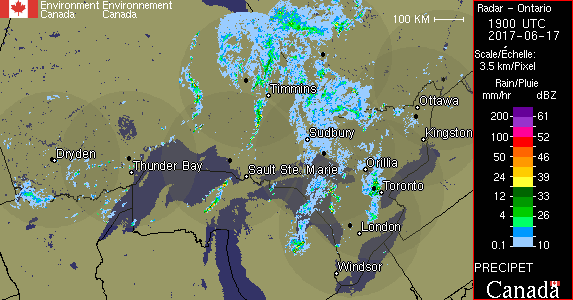 Environment Environnement
Canada Canada
100 KM
Timmins
Ottawa
Sudbury
Kingston
Dryden
Thunder Bay
Sault Ste. Marie
Orillia
Toronto
London
Windsor
Radar - Ontario
1900 UTC
2017-06-17
Scale/Échelle:
3.5 km/Pixel
Rain/Pluie
mm/hr dBZ
200 61
100 52
50 46
24 39
12 33
4 26
0.1 10
PRECIPET
Canada